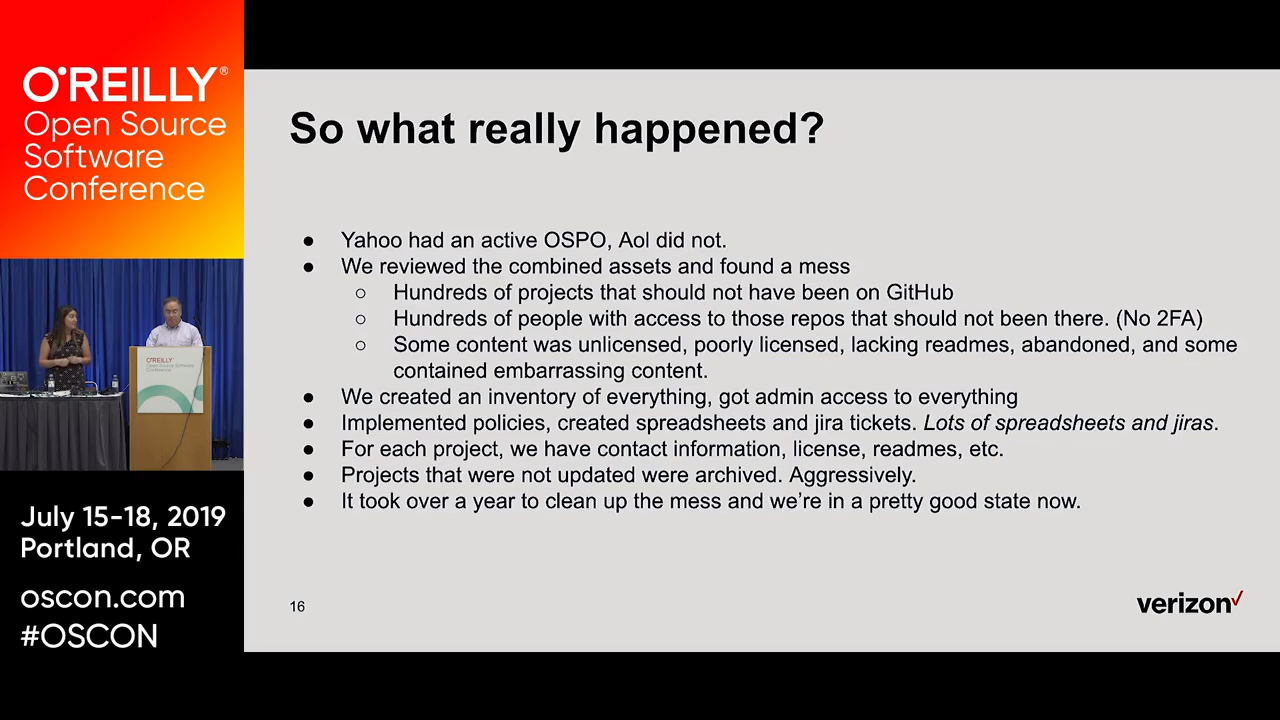 O'REILLY®
Open Source
Software
Conference
July 15-18, 2019
Portland, OR
oscon.com
#OSCON
So what really happened?
● Yahoo had an active OSPO, Aol did not.
● We reviewed the combined assets and found a mess
○ Hundreds of projects that should not have been on GitHub
○ Hundreds of people with access to those repos that should not been there. (No 2FA)
○ Some content was unlicensed, poorly licensed, lacking readmes, abandoned, and some
contained embarrassing content.
● We created an inventory of everything, got admin access to everything
● Implemented policies, created spreadsheets and jira tickets. Lots of spreadsheets and jiras.
● For each project, we have contact information, license, readmes, etc.
● Projects that were not updated were archived. Aggressively.
● It took over a year to clean up the mess and we're in a pretty good state now.
16
verizon✓
O'REILLY
Open Source Software
Conference